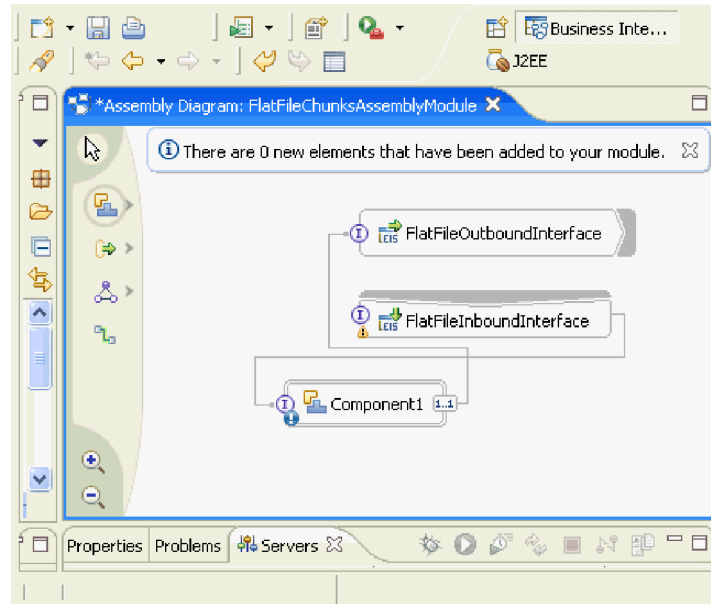 Business Inte...
J2EE
*Assembly Diagram: FlatFileChunksAssemblyModule
There are 0 new elements that have been added to your module.
I EIS FlatFileOutboundInterface
I EIS FlatFileInboundInterface
I Component1 1..1
Properties Problems Servers